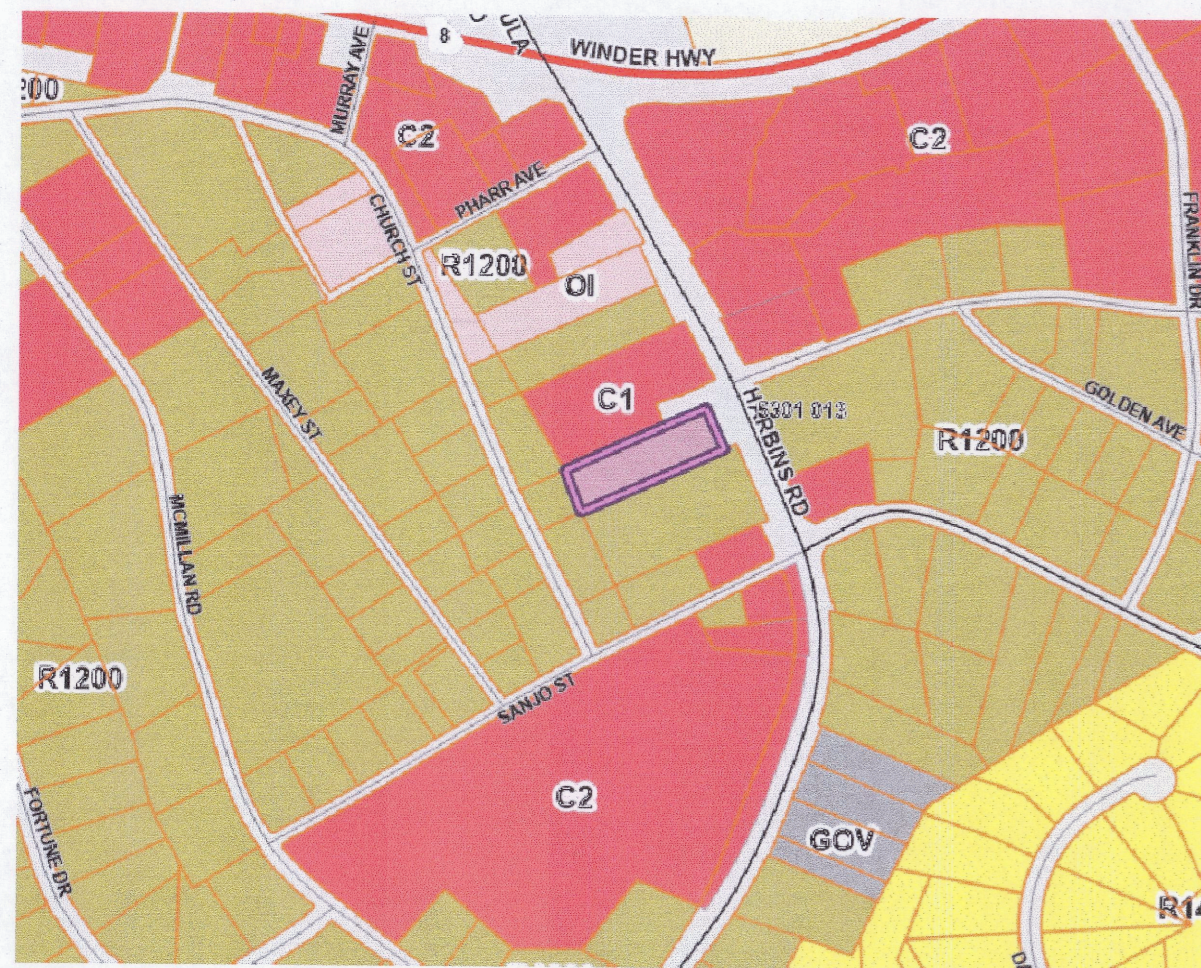 ULA
8
WINDER HWY
MURRAY AVE
C2
C2
PHARR AVE
CHURCH ST
FRANKLIN DR
R1200
OI
MAXEY ST
C1
HARBINS RD
GOLDEN AVE
R1200
MCMILLAN RD
R1200
SANJO ST
C2
FORTUNE DR
GOV